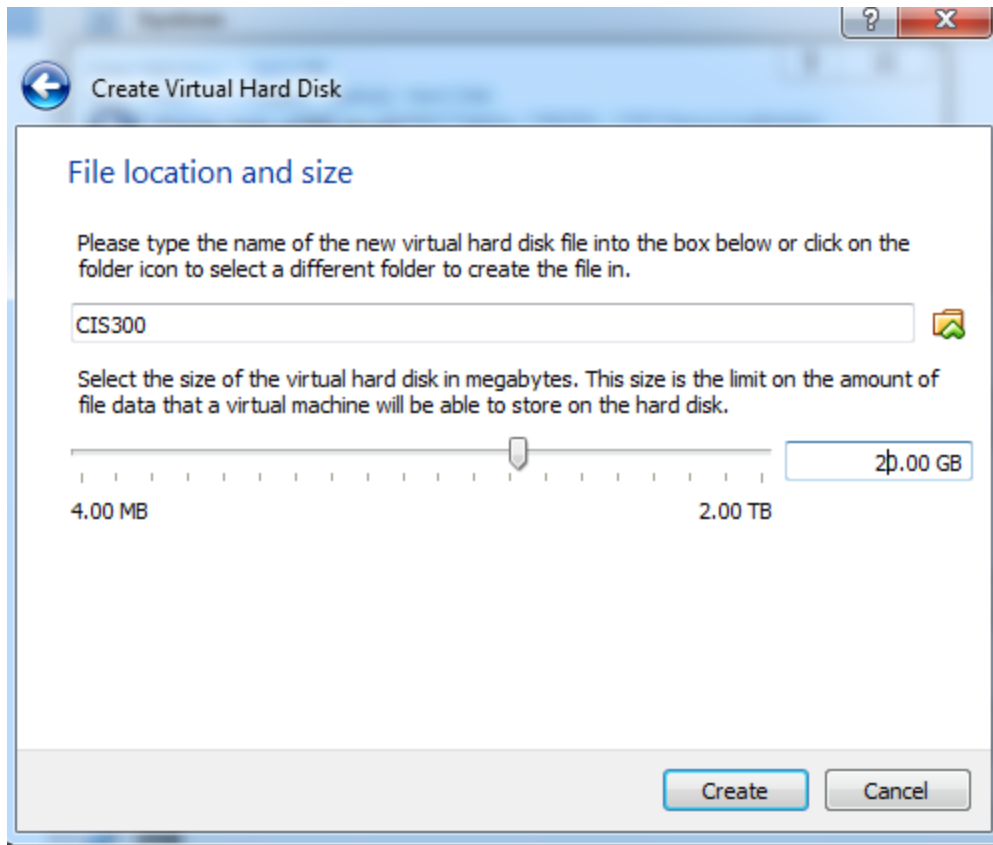 Create Virtual Hard Disk
File location and size
Please type the name of the new virtual hard disk file into the box below or click on the
folder icon to select a different folder to create the file in.
CIS300
Select the size of the virtual hard disk in megabytes. This size is the limit on the amount of
file data that a virtual machine will be able to store on the hard disk.
20.00 GB
4.00 MB 2.00 TB
Create Cancel